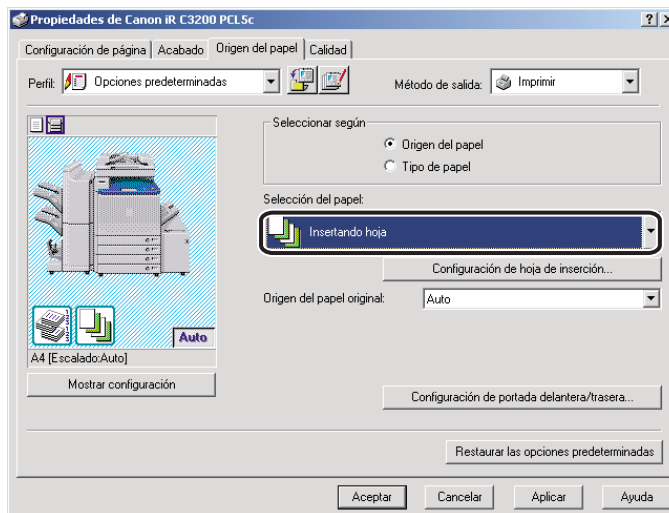 Propiedades de Canon iR C3200 PCL5c
Configuración de página Acabado Origen del papel Calidad
Perfil: Opciones predeterminadas Método de salida: Imprimir
Seleccionar según
Origen del papel
Tipo de papel
Selección del papel:
Insertando hoja
Configuración de hoja de inserción...
Origen del papel original: Auto
Auto
A4 [Escalado:Auto]
Mostrar configuración
Configuración de portada delantera/trasera...
Restaurar las opciones predeterminadas
Aceptar Cancelar Aplicar Ayuda